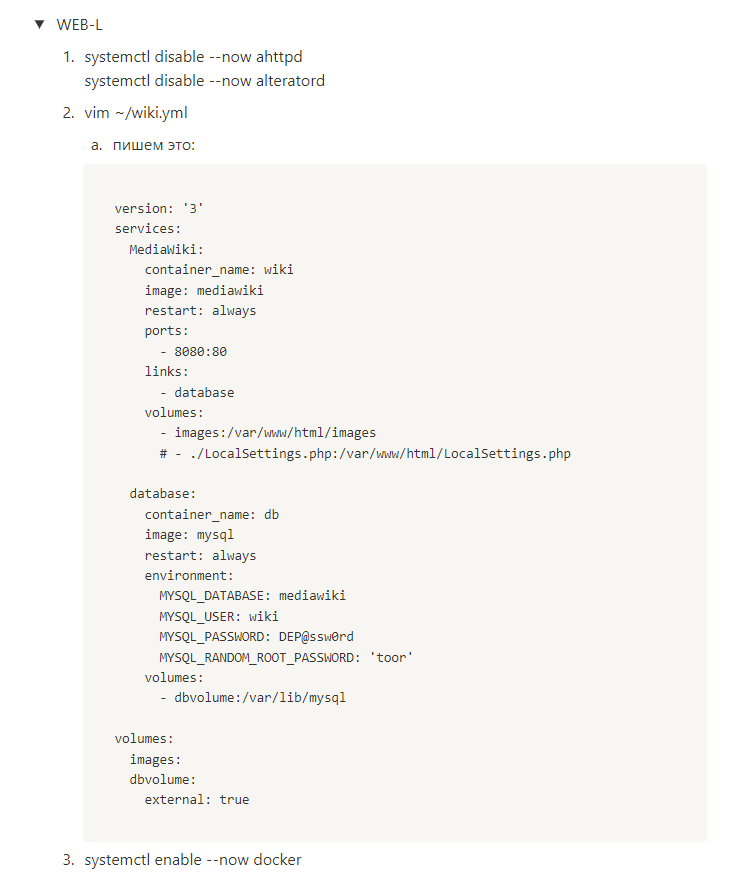 WEB-L
1. systemctl disable --now ahttpd
systemctl disable --now alteratord
2. vim ~/wiki.yml
a. пишем это:
version: '3'
services:
  MediaWiki:
    container_name: wiki
    image: mediawiki
    restart: always
    ports:
      - 8080:80
    links:
      - database
    volumes:
      - images:/var/www/html/images
      # - ./LocalSettings.php:/var/www/html/LocalSettings.php
  database:
    container_name: db
    image: mysql
    restart: always
    environment:
      MYSQL_DATABASE: mediawiki
      MYSQL_USER: wiki
      MYSQL_PASSWORD: DEP@ssw0rd
      MYSQL_RANDOM_ROOT_PASSWORD: 'toor'
    volumes:
      - dbvolume:/var/lib/mysql
volumes:
  images:
  dbvolume:
    external: true
3. systemctl enable --now docker